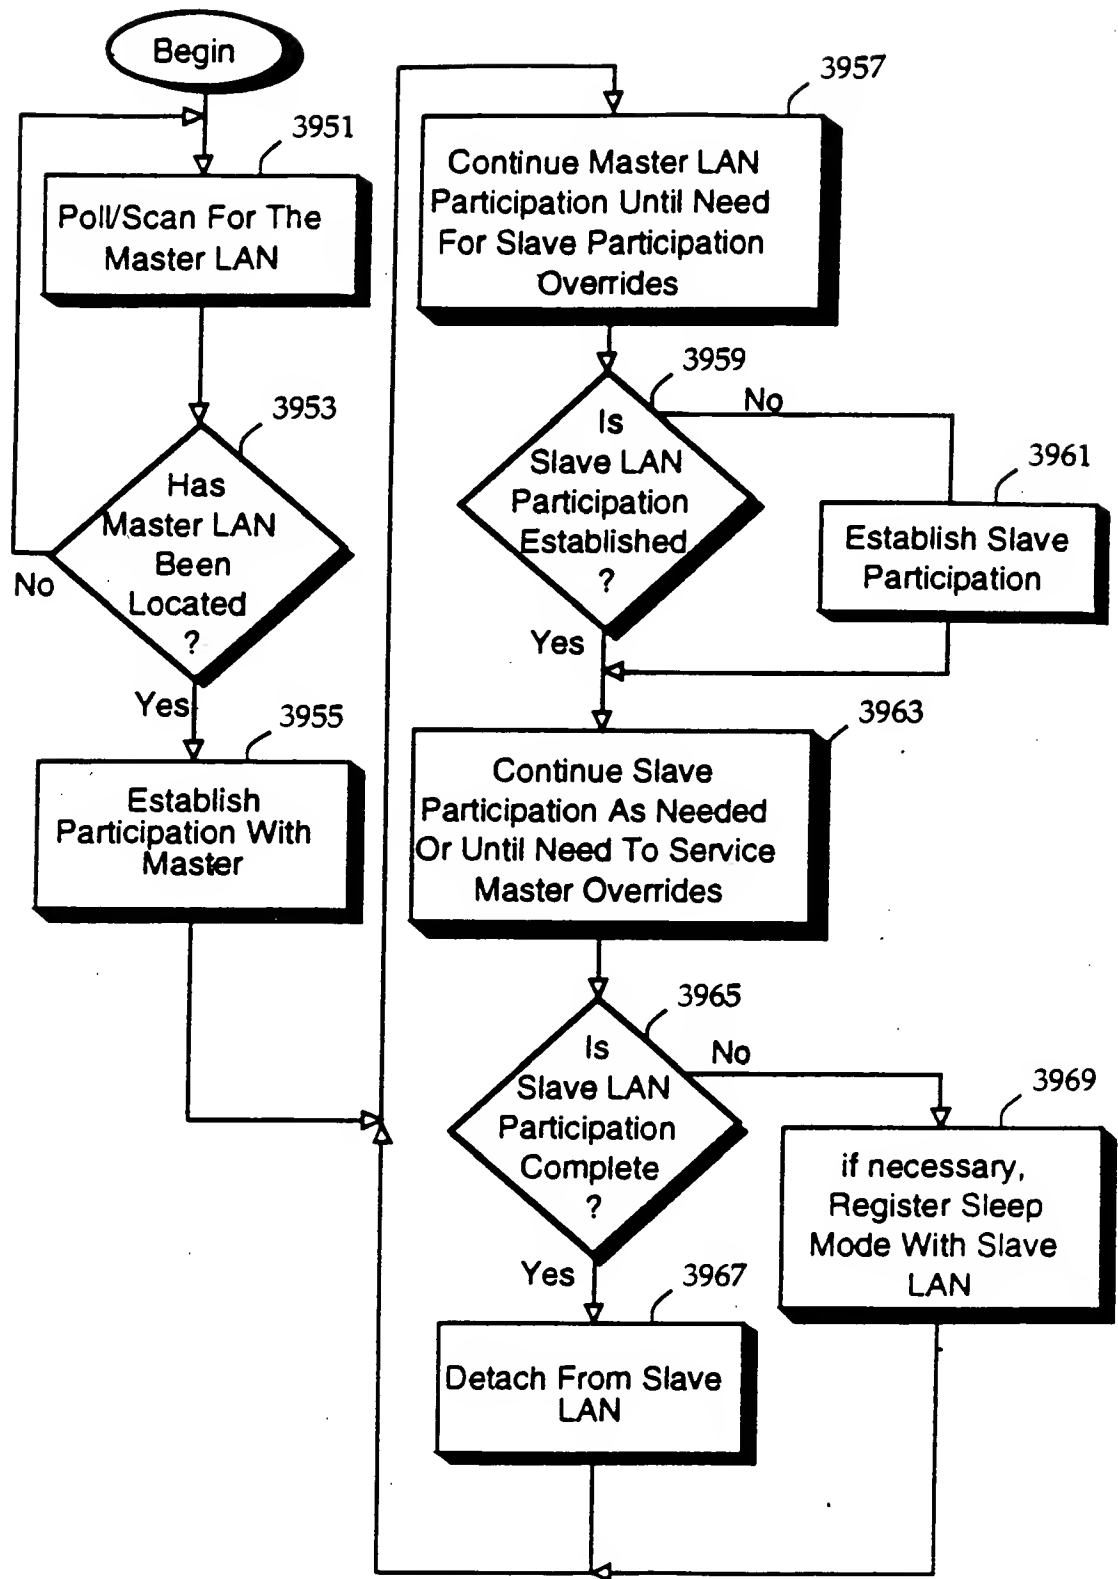 Begin
3951
Poll/Scan For The
Master LAN
3953
Has
Master LAN
Been
Located
?
No
Yes
3955
Establish
Participation With
Master
3957
Continue Master LAN
Participation Until Need
For Slave Participation
Overrides
3959
Is
Slave LAN
Participation
Established
?
No
3961
Establish Slave
Participation
Yes
3963
Continue Slave
Participation As Needed
Or Until Need To Service
Master Overrides
3965
Is
Slave LAN
Participation
Complete
?
No
3969
if necessary,
Register Sleep
Mode With Slave
LAN
Yes
3967
Detach From Slave
LAN